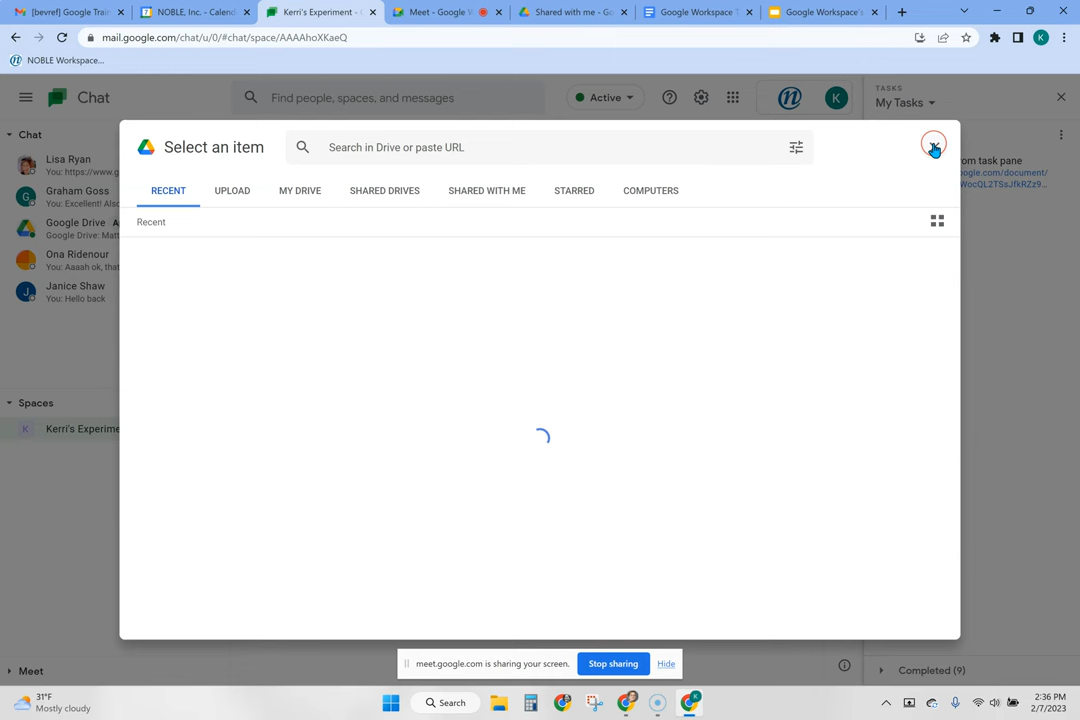 [bevref] Google Train
NOBLE, Inc. - Calend
Kerri's Experiment -
Meet - Google
Shared with me - Go
Google Workspace T
Google Workspace's
mail.google.com/chat/u/0/#chat/space/AAAAhoXKaeQ
K
NOBLE Workspace...
Chat
Find people, spaces, and messages
Active
n
K
TASKS
My Tasks
Chat
Lisa Ryan
You: https://www.g
Graham Goss
You: Excellent! Also
Google Drive
Google Drive: Matt
Ona Ridenour
You: Aaaah ok, that
J
Janice Shaw
You: Hello back
Spaces
K
Kerri's Experime
Meet
Select an item
Search in Drive or paste URL
RECENT
UPLOAD
MY DRIVE
SHARED DRIVES
SHARED WITH ME
STARRED
COMPUTERS
Recent
rom task pane
ogle.com/document/
WocQL2TSsJfkRZz9...
Completed (9)
meet.google.com is sharing your screen.
Stop sharing
Hide
31°F
Mostly cloudy
Search
2:36 PM
2/7/2023